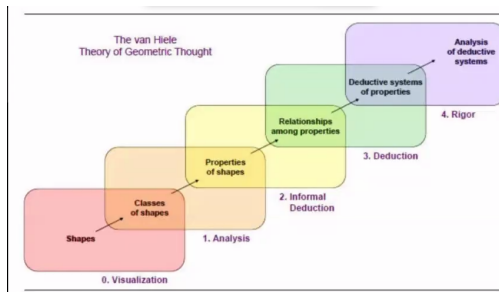 The van Hiele
Theory of Geometric Thought
Analysis
of deductive
systems
Deductive systems
of properties
4. Rigor
Relationships
among properties
3. Deduction
Properties
of shapes
2. Informal
Deduction
Classes
of shapes
1. Analysis
Shapes
0. Visualization